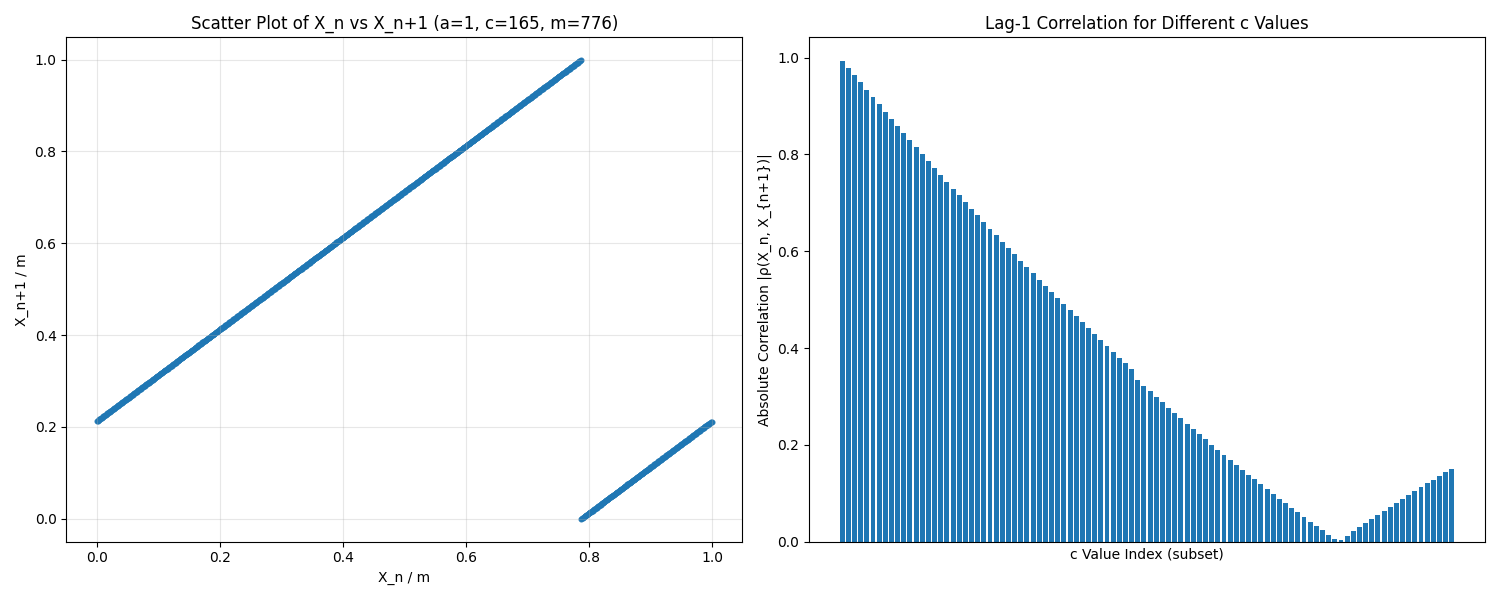 Scatter Plot of X_n vs X_n+1 (a=1, c=165, m=776)
1.0
0.8
0.6
0.4
0.2
0.0
X_n+1 / m
0.0 0.2 0.4 0.6 0.8 1.0
X_n / m
Lag-1 Correlation for Different c Values
1.0
0.8
0.6
0.4
0.2
0.0
Absolute Correlation |ρ(X_n, X_{n+1})|
c Value Index (subset)